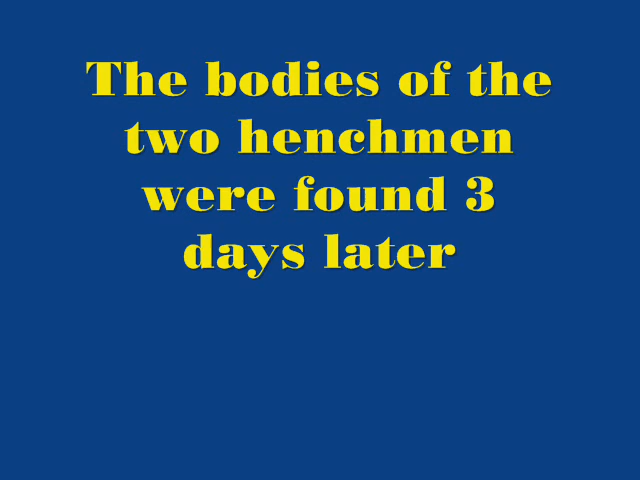 The bodies of the
two henchmen
were found 3
days later